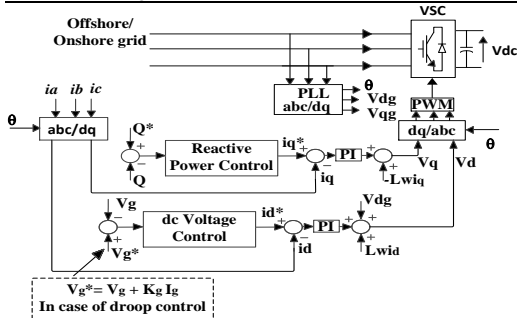 VSC
Offshore/
Onshore grid
Vdc
PLL
abc/dq
θ
Vdg
Vqg
ia ib ic
θ
abc/dq
PWM
dq/abc
θ
Q*
+
-
Q
Reactive
Power Control
iq*
+
-
iq
PI
+
+
-Lwiq
Vq
Vd
Vg
-
+
Vg*
dc Voltage
Control
id*
+
-
id
PI
Vdg
+
+
+
Lwid
Vg*= Vg + Kg Ig
In case of droop control